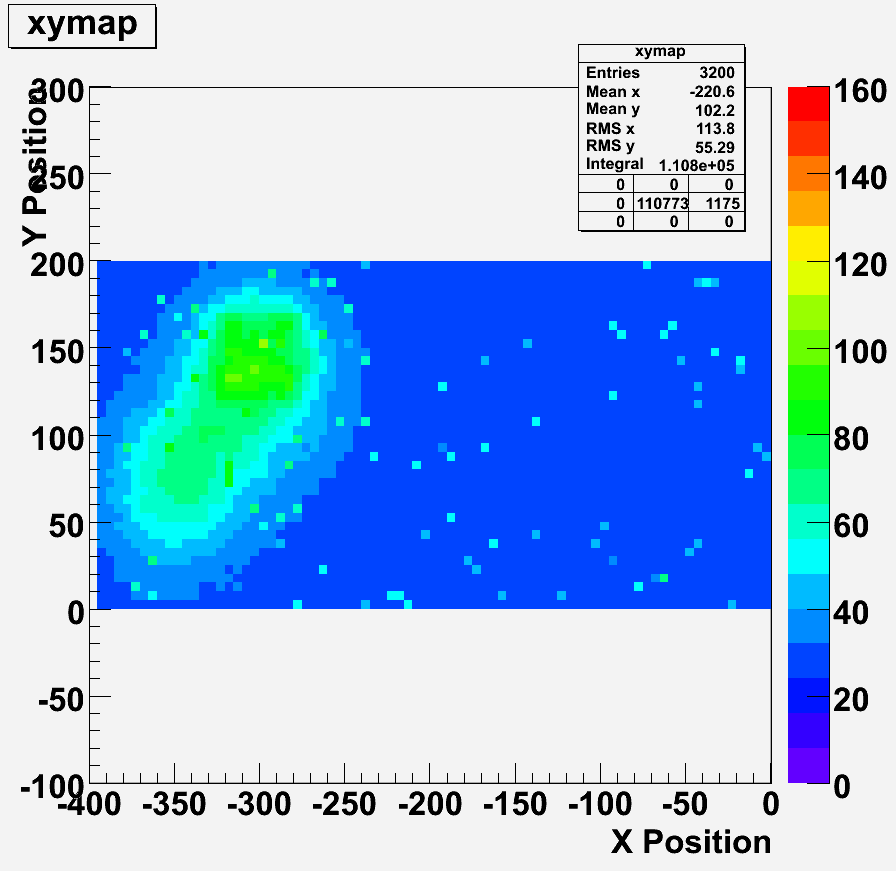 xymap
xymap
Entries 3200
Mean x -220.6
Mean y 102.2
RMS x 113.8
RMS y 55.29
Integral 1.108e+05
0 0 0
0 110773 1175
0 0 0
Y Position
300
250
200
150
100
50
0
-50
-100
160
140
120
100
80
60
40
20
0
-400 -350 -300 -250 -200 -150 -100 -50 0
X Position